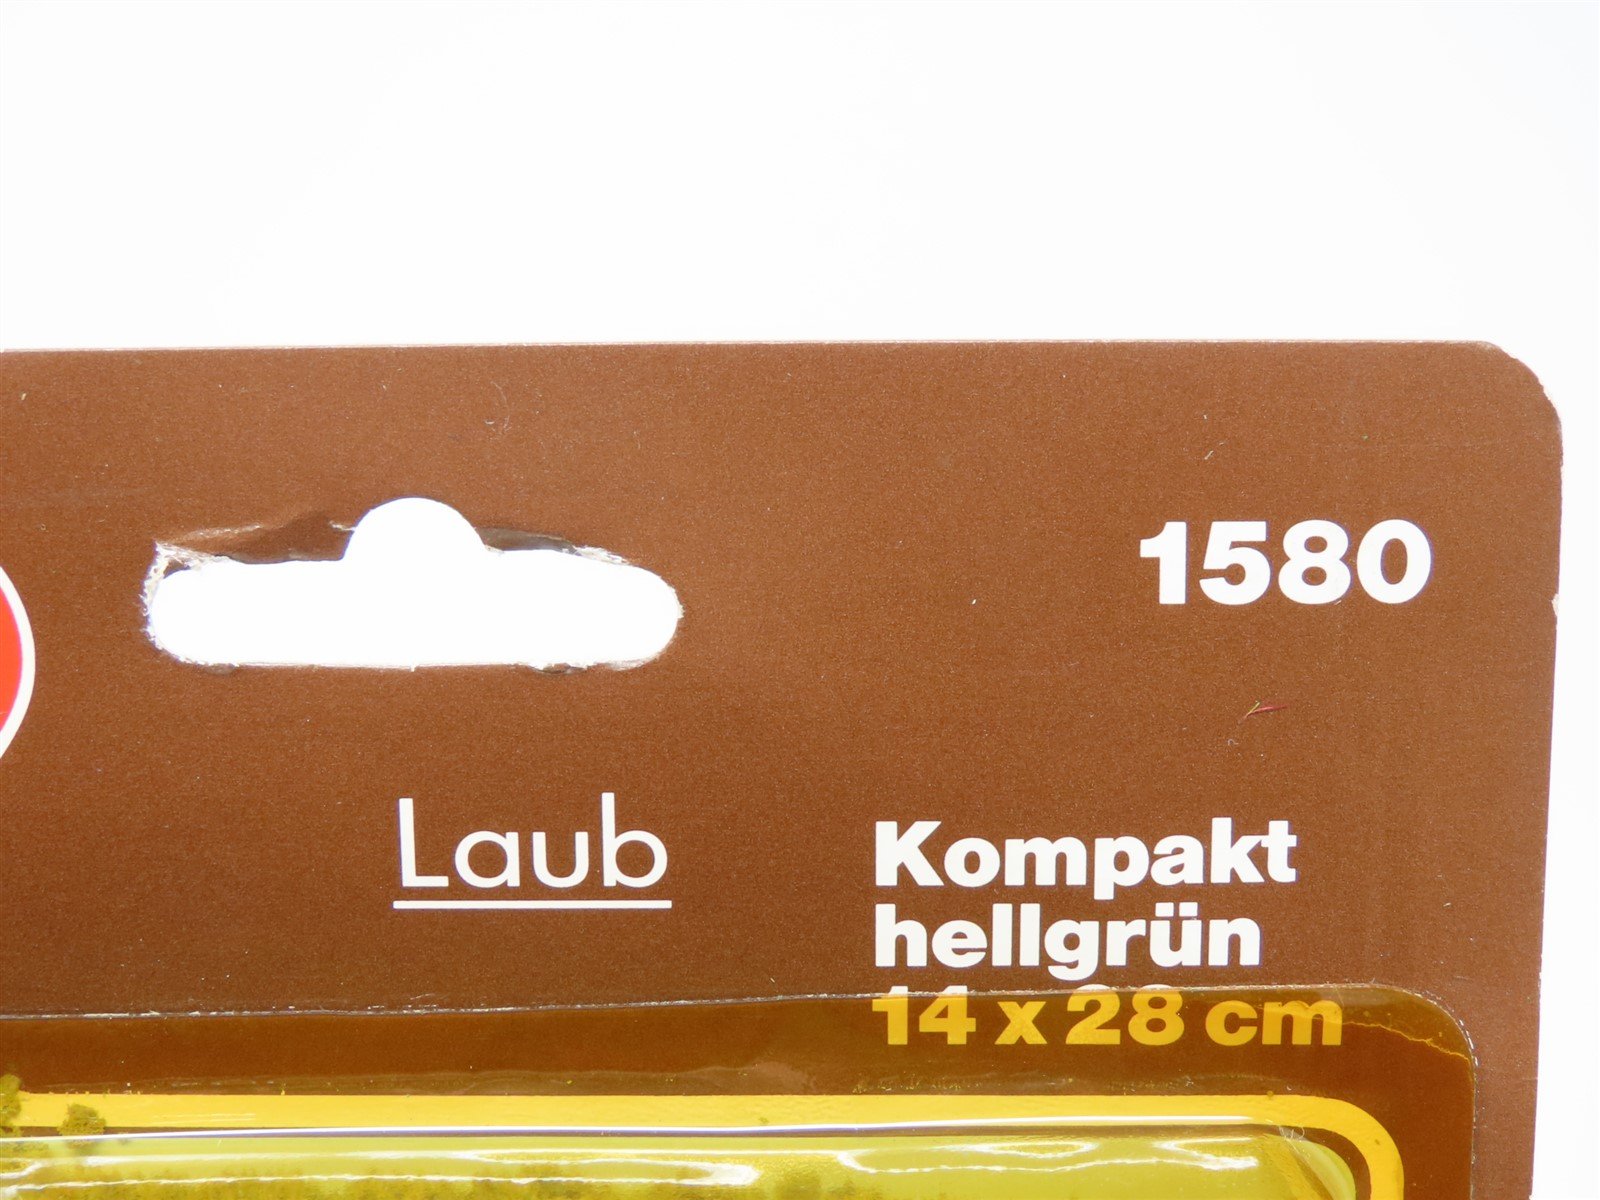 1580
Laub
Kompakt
hellgrün
14 x 28 cm